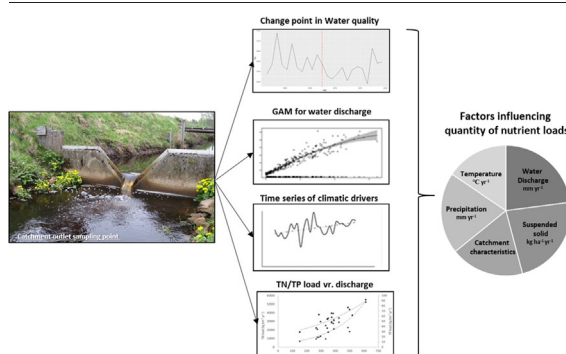 Change point in Water quality
GAM for water discharge
Time series of climatic drivers
TN/TP load vr. discharge
Catchment outlet sampling point
Factors influencing
quantity of nutrient loads
Temperature
°C yr⁻¹
Water
Discharge
mm yr⁻¹
Precipitation
mm yr⁻¹
Suspended
solid
kg ha⁻¹yr⁻¹
Catchment
characteristics